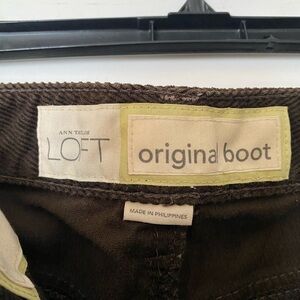 ANN TAYLOR
LOFT
original boot
MADE IN PHILIPPINES